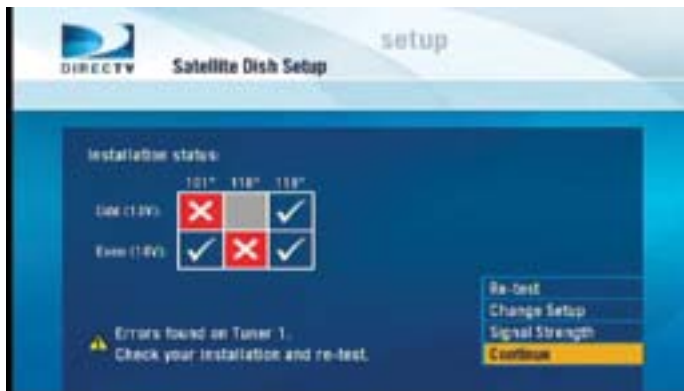 setup
DIRECTV
Satellite Dish Setup
Installation status:
101°
Odd (13V):
Even (18V):
Re-test
Change Setup
Signal Strength
Continue
Errors found on Tuner 1.
Check your installation and re-test.